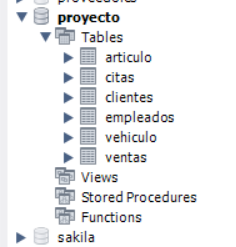 proyecto
Tables
articulo
citas
clientes
empleados
vehiculo
ventas
Views
Stored Procedures
Functions
sakila